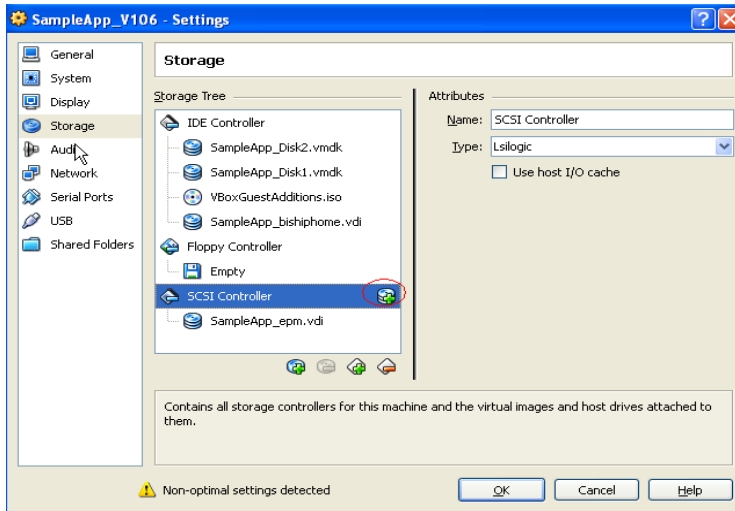 SampleApp_V106 - Settings
General
System
Display
Storage
Audi
Network
Serial Ports
USB
Shared Folders
Storage
Storage Tree
IDE Controller
SampleApp_Disk2.vmdk
SampleApp_Disk1.vmdk
VBoxGuestAdditions.iso
SampleApp_bishiphome.vdi
Floppy Controller
Empty
SCSI Controller
SampleApp_epm.vdi
Attributes
Name: SCSI Controller
Type: Lsilogic
Use host I/O cache
Contains all storage controllers for this machine and the virtual images and host drives attached to
them.
Non-optimal settings detected
OK Cancel Help